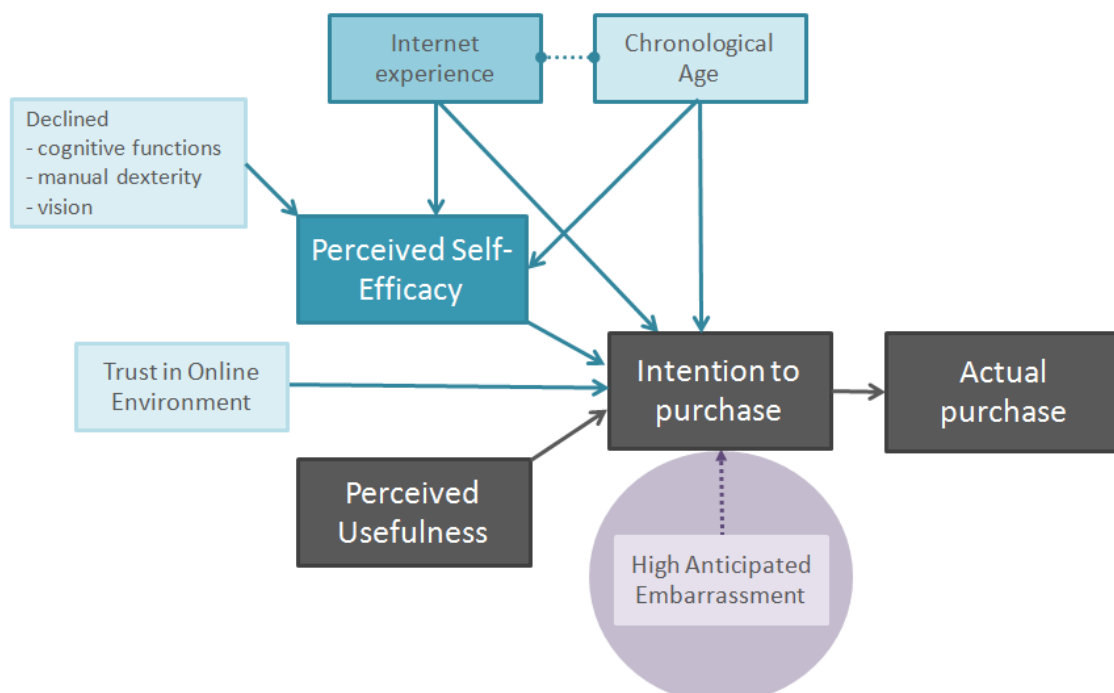 Internet
experience
Chronological
Age
Declined
- cognitive functions
- manual dexterity
- vision
Perceived Self-
Efficacy
Trust in Online
Environment
Intention to
purchase
Actual
purchase
Perceived
Usefulness
High Anticipated
Embarrassment